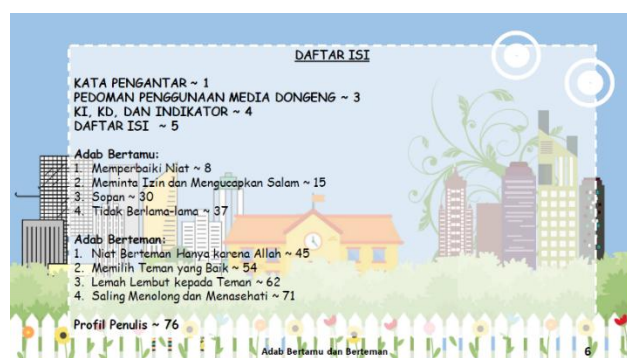 DAFTAR ISI
KATA PENGANTAR ~ 1
PEDOMAN PENGGUNAAN MEDIA DONGENG ~ 3
KI, KD, DAN INDIKATOR ~ 4
DAFTAR ISI ~ 5
Adab Bertamu:
1. Memperbaiki Niat ~ 8
2. Meminta Izin dan Mengucapkan Salam ~ 15
3. Sopan ~ 30
4. Tidak Berlama-lama ~ 37
Adab Berteman:
1. Niat Berteman Hanya karena Allah ~ 45
2. Memilih Teman yang Baik ~ 54
3. Lemah Lembut kepada Teman ~ 62
4. Saling Menolong dan Menasehati ~ 71
Profil Penulis ~ 76
Adab Bertamu dan Berteman 6